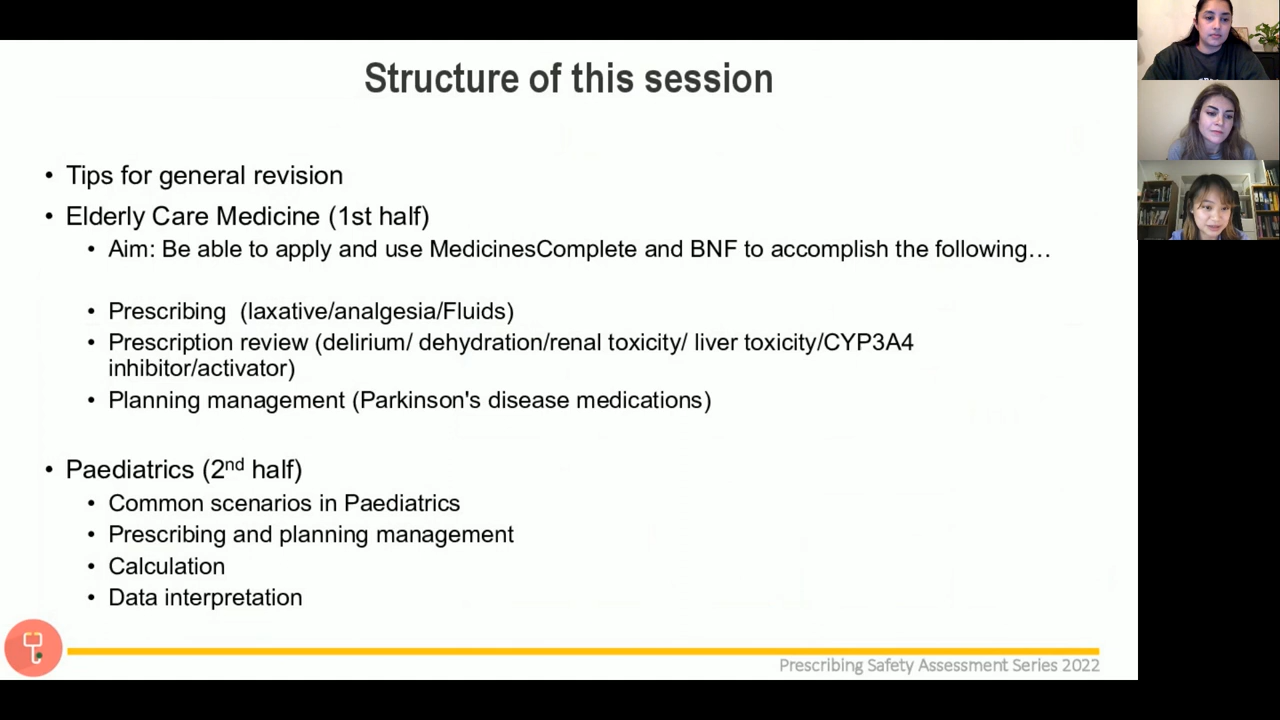 Structure of this session
• Tips for general revision
• Elderly Care Medicine (1st half)
• Aim: Be able to apply and use MedicinesComplete and BNF to accomplish the following…
• Prescribing  (laxative/analgesia/Fluids)
• Prescription review (delirium/ dehydration/renal toxicity/ liver toxicity/CYP3A4
inhibitor/activator)
• Planning management (Parkinson's disease medications)
• Paediatrics (2nd half)
• Common scenarios in Paediatrics
• Prescribing and planning management
• Calculation
• Data interpretation
Prescribing Safety Assessment Series 2022